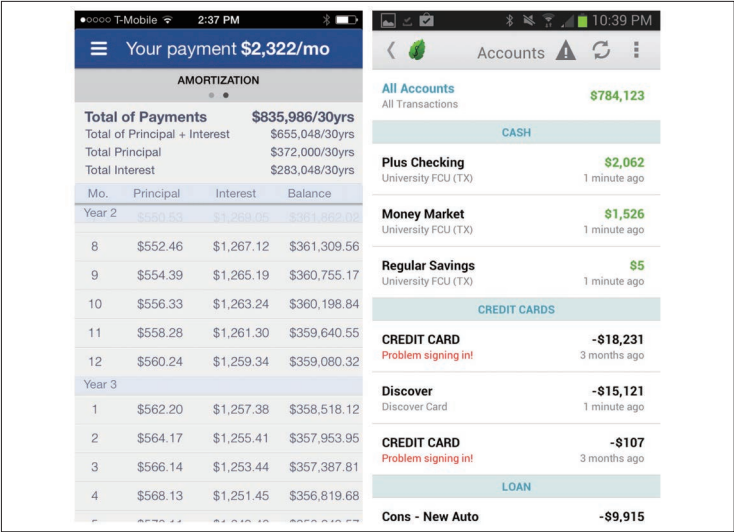 T-Mobile 2:37 PM
Your payment $2,322/mo
AMORTIZATION
Total of Payments $835,986/30yrs
Total of Principal + Interest $655,048/30yrs
Total Principal $372,000/30yrs
Total Interest $283,048/30yrs
Mo. Principal Interest Balance
Year 2
8 $552.46 $1,267.12 $361,309.56
9 $554.39 $1,265.19 $360,755.17
10 $556.33 $1,263.24 $360,198.84
11 $558.28 $1,261.30 $359,640.55
12 $560.24 $1,259.34 $359,080.32
Year 3
1 $562.20 $1,257.38 $358,518.12
2 $564.17 $1,255.41 $357,953.95
3 $566.14 $1,253.44 $357,387.81
4 $568.13 $1,251.45 $356,819.68
10:39 PM
Accounts
All Accounts $784,123
All Transactions
CASH
Plus Checking $2,062
University FCU (TX) 1 minute ago
Money Market $1,526
University FCU (TX) 1 minute ago
Regular Savings $5
University FCU (TX) 1 minute ago
CREDIT CARDS
CREDIT CARD -$18,231
Problem signing in! 3 months ago
Discover -$15,121
Discover Card 1 minute ago
CREDIT CARD -$107
Problem signing in! 3 months ago
LOAN
Cons - New Auto -$9,915